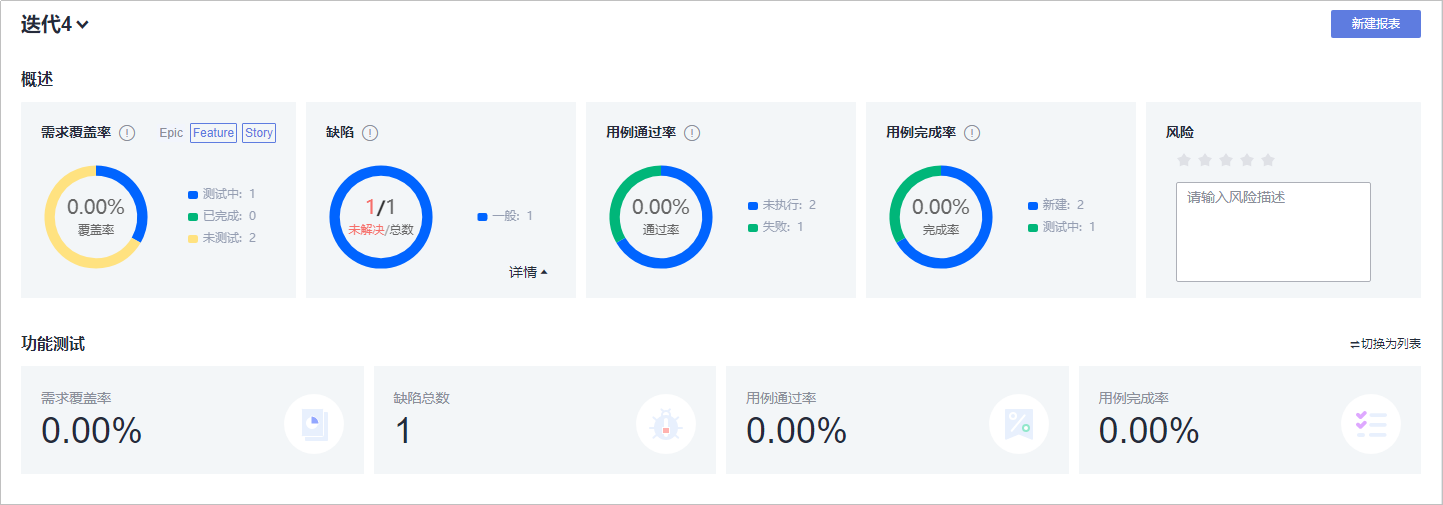 迭代4
新建报表
概述
需求覆盖率 Epic Feature Story
0.00%
覆盖率
测试中: 1
已完成: 0
未测试: 2
缺陷
1/1
未解决/总数
一般: 1
详情
用例通过率
0.00%
通过率
未执行: 2
失败: 1
用例完成率
0.00%
完成率
新建: 2
测试中: 1
风险
请输入风险描述
功能测试
切换为列表
需求覆盖率
0.00%
缺陷总数
1
用例通过率
0.00%
用例完成率
0.00%